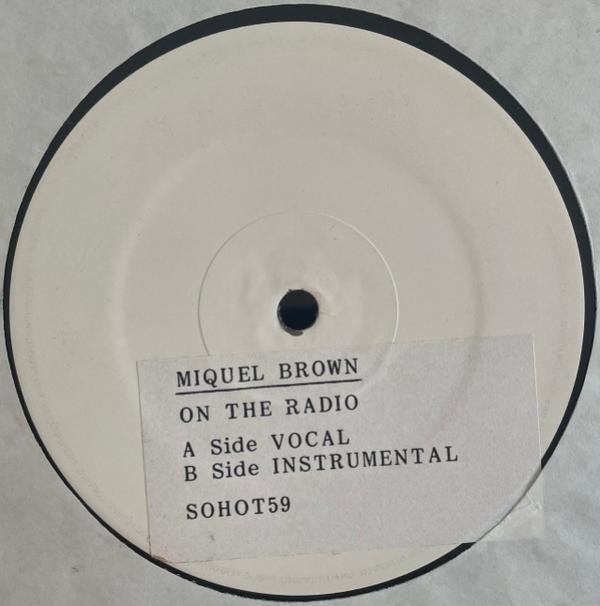 MIQUEL BROWN
ON THE RADIO
A Side VOCAL
B Side INSTRUMENTAL
SOHOT59